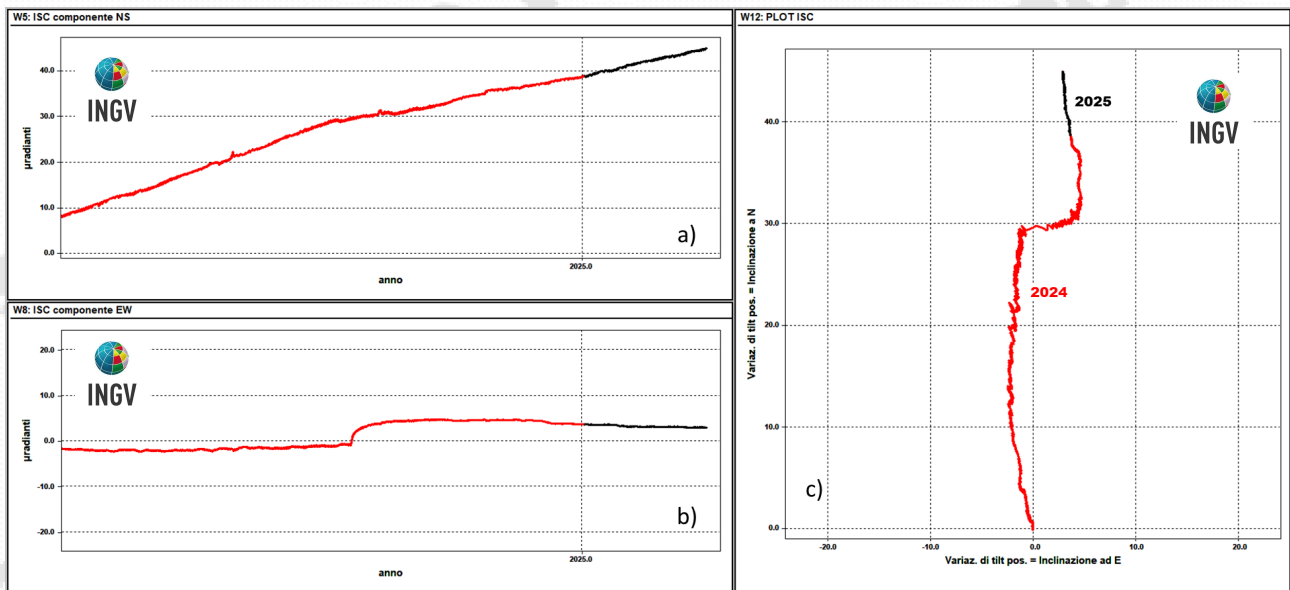 W5: ISC componente NS
INGV
µradianti
40.0
30.0
20.0
10.0
0.0
a)
2025.0
anno
W8: ISC componente EW
INGV
µradianti
20.0
10.0
0.0
-10.0
-20.0
b)
2025.0
anno
W12: PLOT ISC
INGV
2025
2024
Variaz. di tilt pos. = Inclinazione a N
40.0
30.0
20.0
10.0
0.0
c)
-20.0
-10.0
0.0
10.0
20.0
Variaz. di tilt pos. = Inclinazione ad E